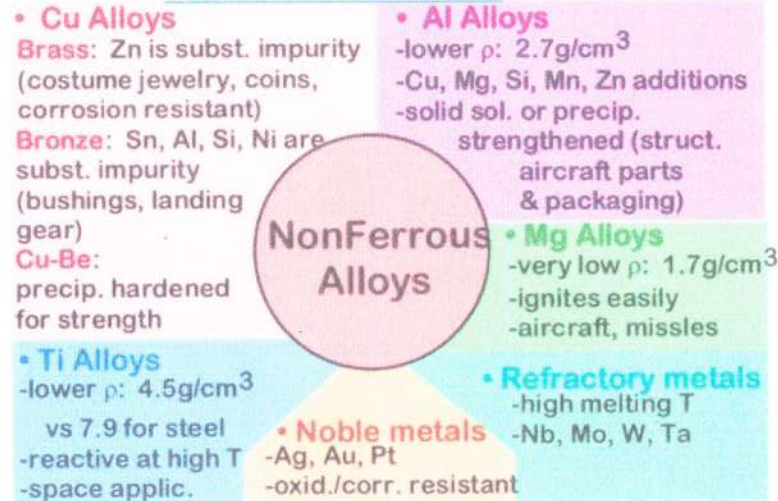 • Cu Alloys
Brass: Zn is subst. impurity
(costume jewelry, coins,
corrosion resistant)
Bronze: Sn, Al, Si, Ni are
subst. impurity
(bushings, landing
gear)
Cu-Be:
precip. hardened
for strength
• Al Alloys
-lower ρ: 2.7g/cm³
-Cu, Mg, Si, Mn, Zn additions
-solid sol. or precip.
strengthened (struct.
aircraft parts
& packaging)
NonFerrous
Alloys
• Mg Alloys
-very low ρ: 1.7g/cm³
-ignites easily
-aircraft, missles
• Ti Alloys
-lower ρ: 4.5g/cm³
vs 7.9 for steel
-reactive at high T
-space applic.
• Noble metals
-Ag, Au, Pt
-oxid./corr. resistant
• Refractory metals
-high melting T
-Nb, Mo, W, Ta